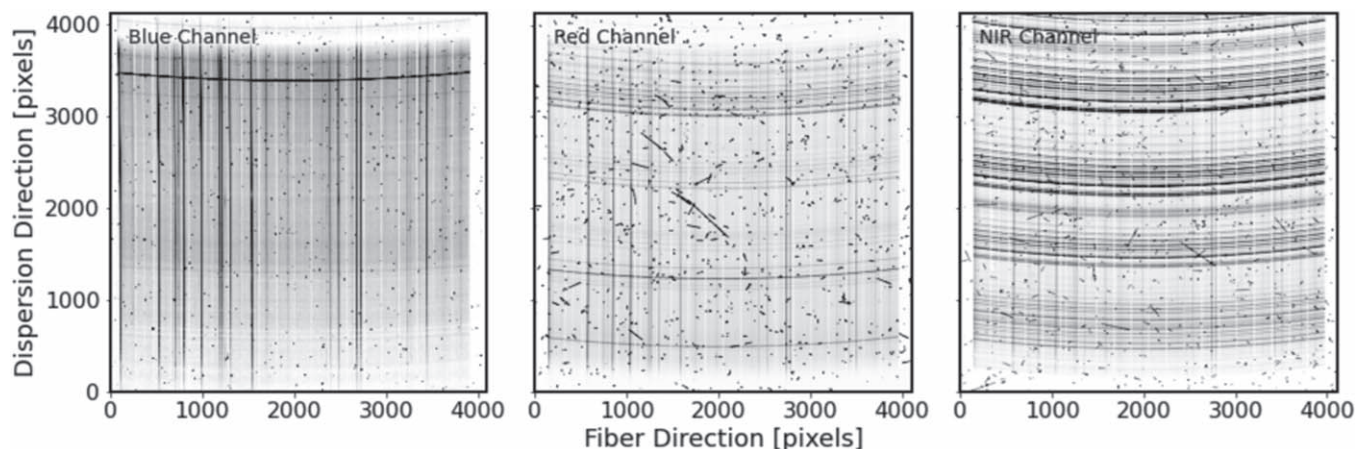 Blue Channel
Red Channel
NIR Channel
Dispersion Direction [pixels]
4000
3000
2000
1000
0
0 1000 2000 3000 4000
0 1000 2000 3000 4000
0 1000 2000 3000 4000
Fiber Direction [pixels]